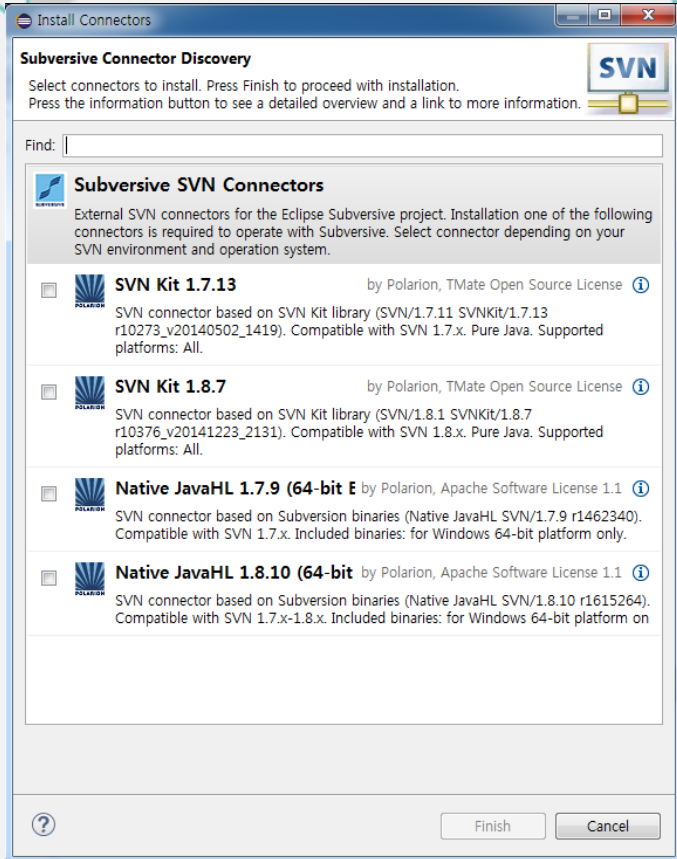 Install Connectors
Subversive Connector Discovery
Select connectors to install. Press Finish to proceed with installation.
Press the information button to see a detailed overview and a link to more information.
SVN
Find:
SUBVERSIVE
Subversive SVN Connectors
External SVN connectors for the Eclipse Subversive project. Installation one of the following
connectors is required to operate with Subversive. Select connector depending on your
SVN environment and operation system.
POLARION
SVN Kit 1.7.13 by Polarion, TMate Open Source License
SVN connector based on SVN Kit library (SVN/1.7.11 SVNKit/1.7.13
r10273_v20140502_1419). Compatible with SVN 1.7.x. Pure Java. Supported
platforms: All.
POLARION
SVN Kit 1.8.7 by Polarion, TMate Open Source License
SVN connector based on SVN Kit library (SVN/1.8.1 SVNKit/1.8.7
r10376_v20141223_2131). Compatible with SVN 1.8.x. Pure Java. Supported
platforms: All.
POLARION
Native JavaHL 1.7.9 (64-bit E by Polarion, Apache Software License 1.1
SVN connector based on Subversion binaries (Native JavaHL SVN/1.7.9 r1462340).
Compatible with SVN 1.7.x. Included binaries: for Windows 64-bit platform only.
POLARION
Native JavaHL 1.8.10 (64-bit by Polarion, Apache Software License 1.1
SVN connector based on Subversion binaries (Native JavaHL SVN/1.8.10 r1615264).
Compatible with SVN 1.7.x-1.8.x. Included binaries: for Windows 64-bit platform on
Finish
Cancel